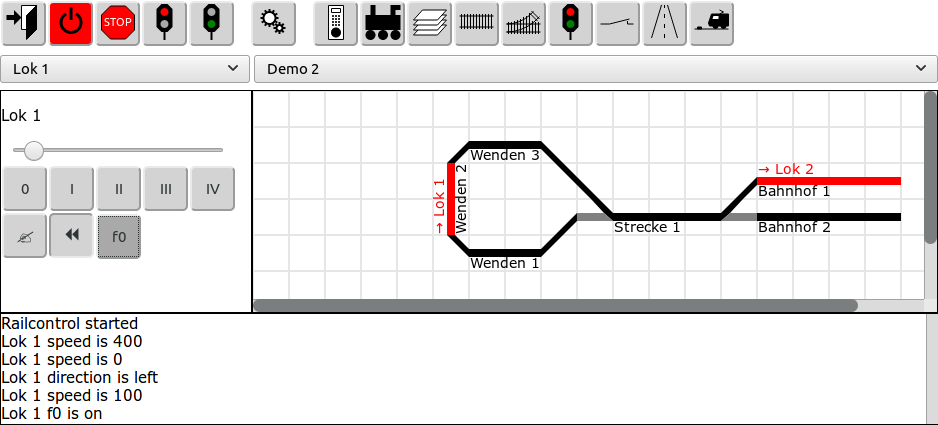 STOP
Lok 1
Demo 2
Lok 1
0
I
II
III
IV
f0
Wenden 3
→ Lok 1
Wenden 2
Wenden 1
Strecke 1
→ Lok 2
Bahnhof 1
Bahnhof 2
Railcontrol started
Lok 1 speed is 400
Lok 1 speed is 0
Lok 1 direction is left
Lok 1 speed is 100
Lok 1 f0 is on